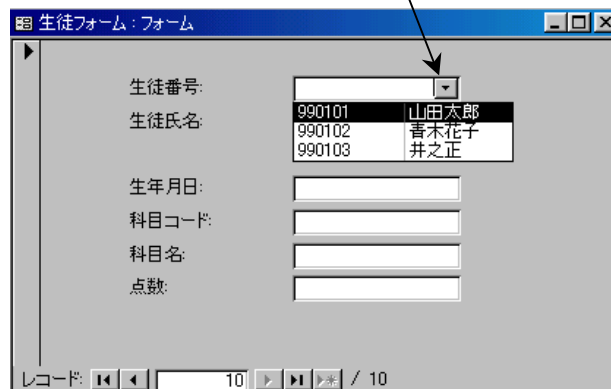 生徒フォーム : フォーム
生徒番号:
990101 山田太郎
生徒氏名:
990102 青木花子
990103 井之正
生年月日:
科目コード:
科目名:
点数:
レコード: 10 / 10